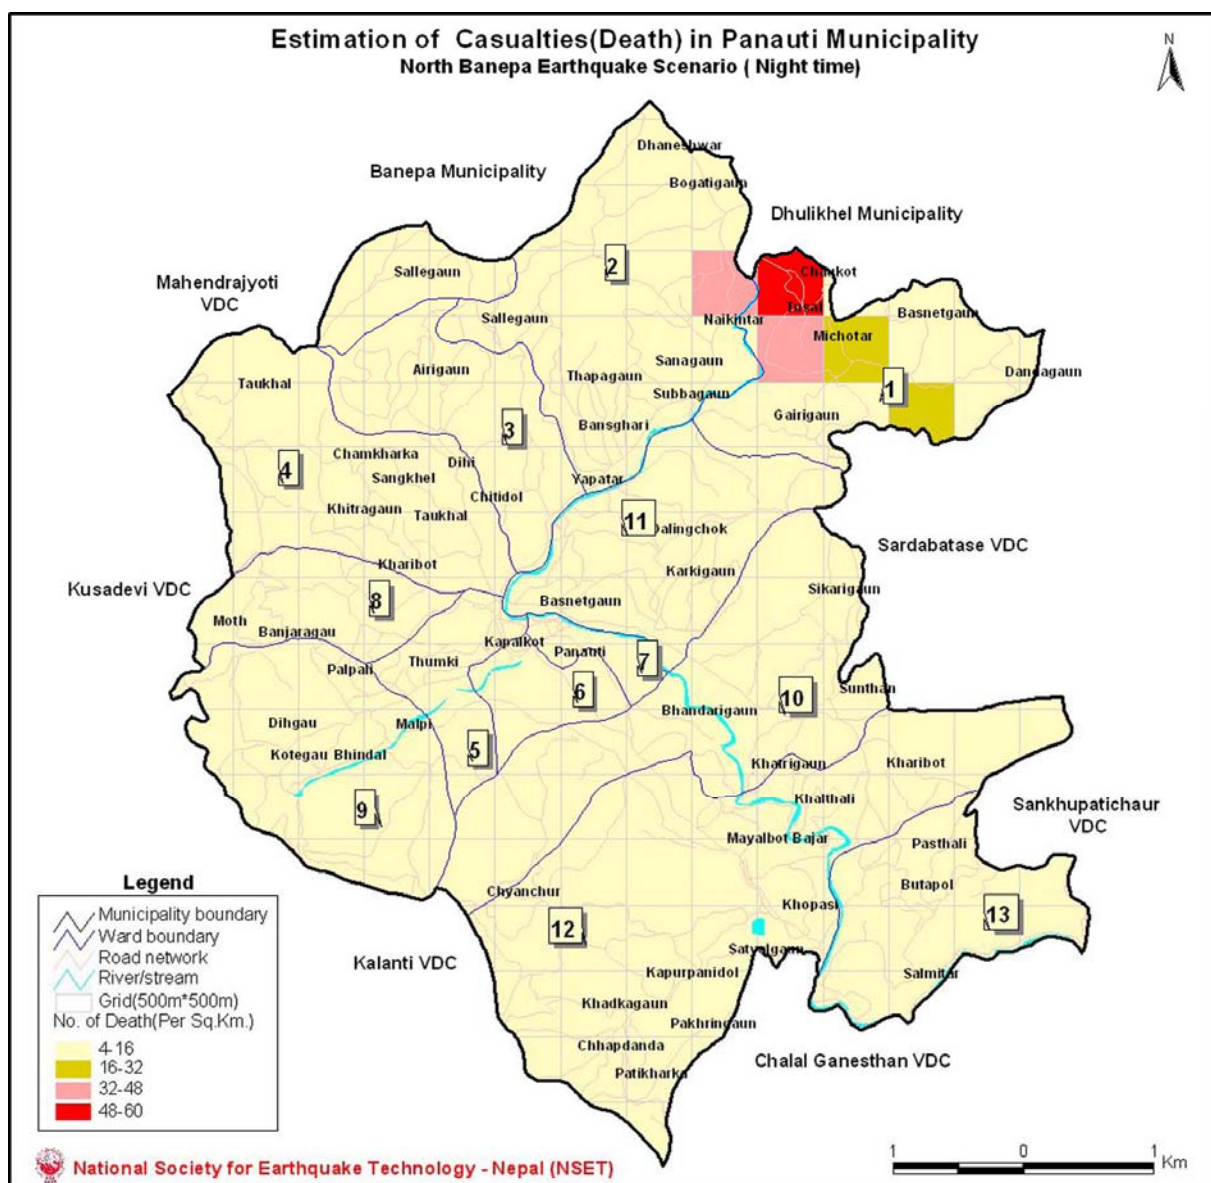 Estimation of Casualties(Death) in Panauti Municipality
North Banepa Earthquake Scenario ( Night time)
N
Dhaneshwar
Banepa Municipality
Bogatigaun
Dhulikhel Municipality
2
Sallegaun
Chaukot
Mahendrajyoti
VDC
Tusal
Basnetgaun
Sallegaun
Naikintar
Michotar
Sanagaun
Airigaun
Thapagaun
Dandagaun
Taukhal
1
Subbagaun
Gairigaun
3
Bansghari
Chamkharka
Dihi
4
Sangkhel
Yapatar
Chitidol
Khitragaun
Taukhal
11
Dalingchok
Sardabatase VDC
Kharibot
Karkigaun
Kusadevi VDC
Sikarigaun
8
Basnetgaun
Moth
Banjaragau
Kapalkot
Panauti
7
Palpali
Thumki
6
10
Sunthan
Dihgau
Malpi
Bhandarigaun
5
Kotegau
Bhindal
Khatrigaun
Kharibot
Khalthali
9
Sankhupatichaur
VDC
Mayalbot Bajar
Pasthali
Legend
Chyanchur
Butapol
Khopasi
13
Municipality boundary
12
Ward boundary
Road network
Kalanti VDC
Satyalgaun
River/stream
Kapurpanidol
Salmitar
Grid(500m*500m)
Khadkagaun
No. of Death(Per Sq.Km.)
Pakhringaun
4-16
Chhapdanda
Chalal Ganesthan VDC
16-32
Patikharka
32-48
48-60
National Society for Earthquake Technology - Nepal (NSET)
1 0 1
Km